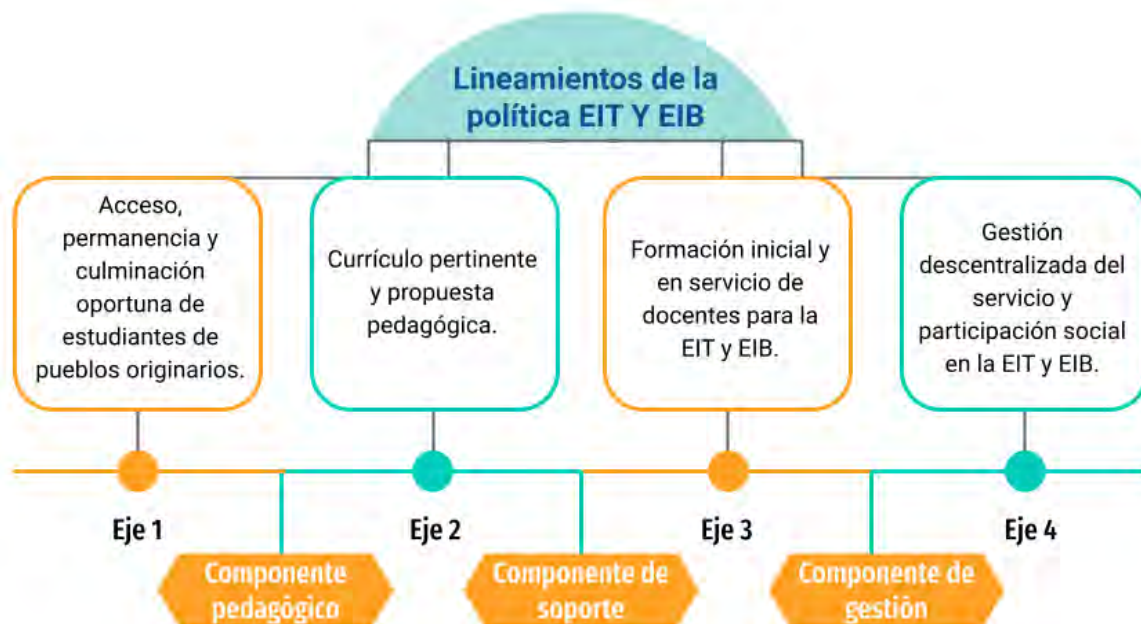 Lineamientos de la
política EIT Y EIB
Acceso,
permanencia y
culminación
oportuna de
estudiantes de
pueblos originarios.
Currículo pertinente
y propuesta
pedagógica.
Formación inicial y
en servicio de
docentes para la
EIT y EIB.
Gestión
descentralizada del
servicio y
participación social
en la EIT y EIB.
Eje 1
Eje 2
Eje 3
Eje 4
Componente
pedagógico
Componente de
soporte
Componente de
gestión